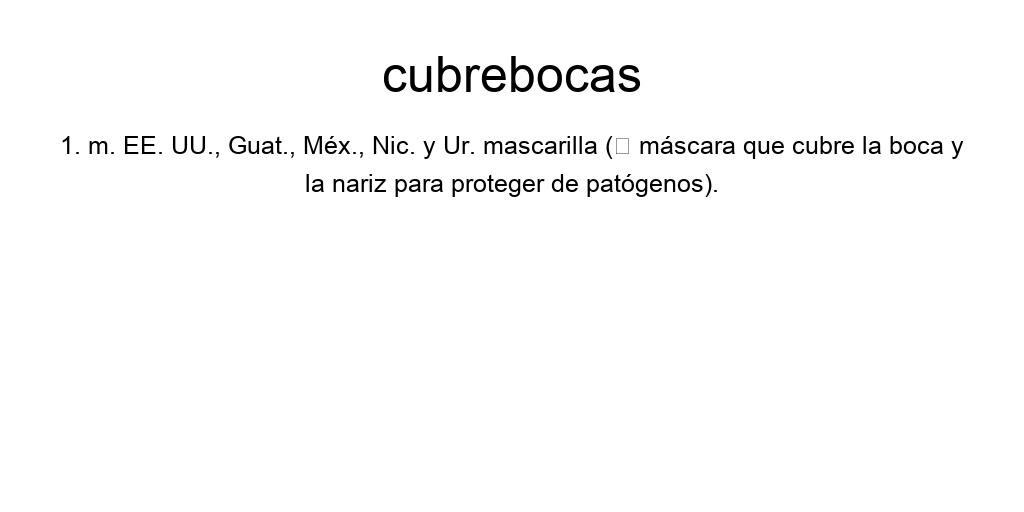 cubrebocas
1. m. EE. UU., Guat., Méx., Nic. y Ur. mascarilla (▯ máscara que cubre la boca y
la nariz para proteger de patógenos).